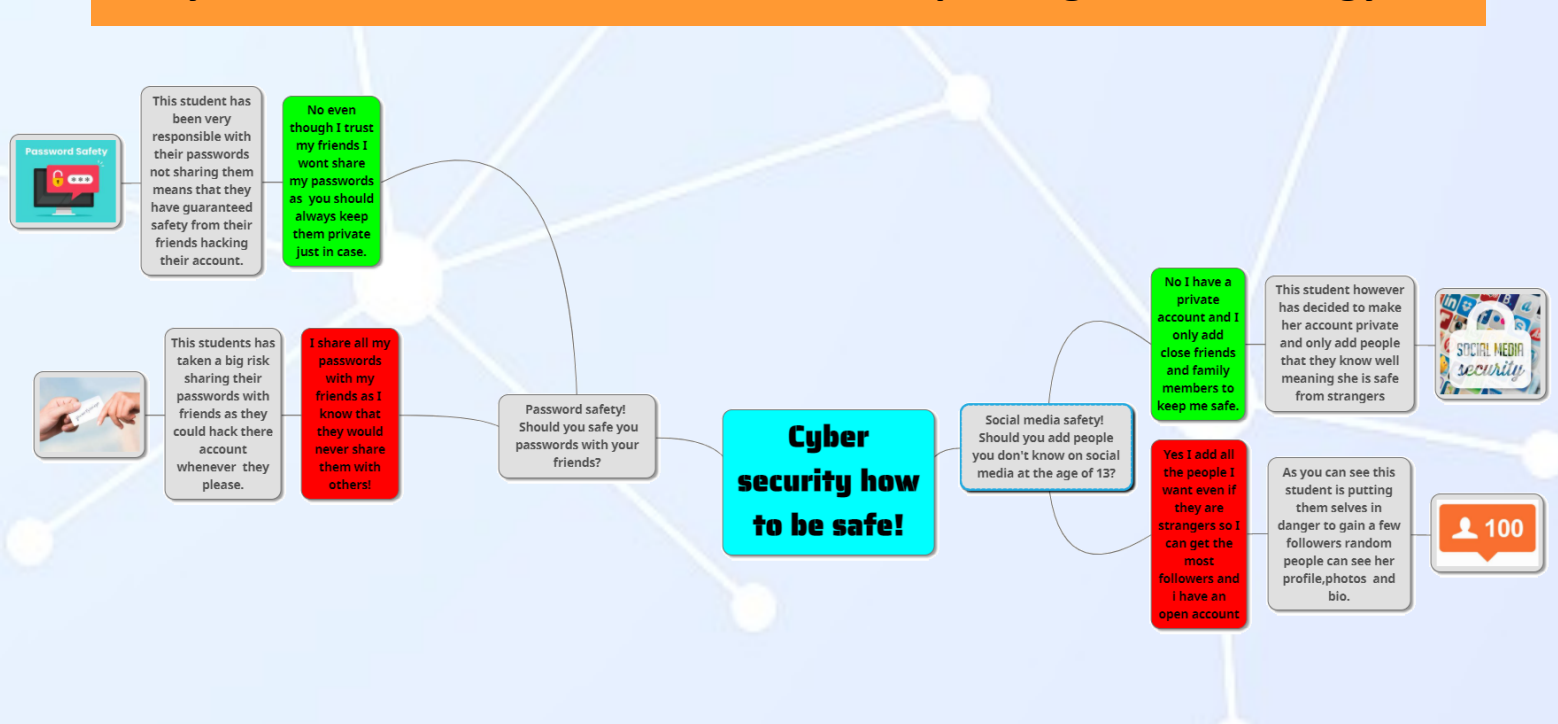 This student has
been very
responsible with
their passwords
not sharing them
means that they
have guaranteed
safety from their
friends hacking
their account.
No even
though I trust
my friends I
wont share
my passwords
as  you should
always keep
them private
just in case.
Password Safety
This students has
taken a big risk
sharing their
passwords with
friends as they
could hack there
account
whenever  they
please.
I share all my
passwords
with my
friends as I
know that
they would
never share
them with
others!
Password safety!
Should you safe you
passwords with your
friends?
Cyber
security how
to be safe!
Social media safety!
Should you add people
you don't know on social
media at the age of 13?
No I have a
private
account and I
only add
close friends
and family
members to
keep me safe.
This student however
has decided to make
her account private
and only add people
that they know well
meaning she is safe
from strangers
SOCIAL MEDIA
security
Yes I add all
the people I
want even if
they are
strangers so I
can get the
most
followers and
i have an
open account
As you can see this
student is putting
them selves in
danger to gain a few
followers random
people can see her
profile,photos  and
bio.
100